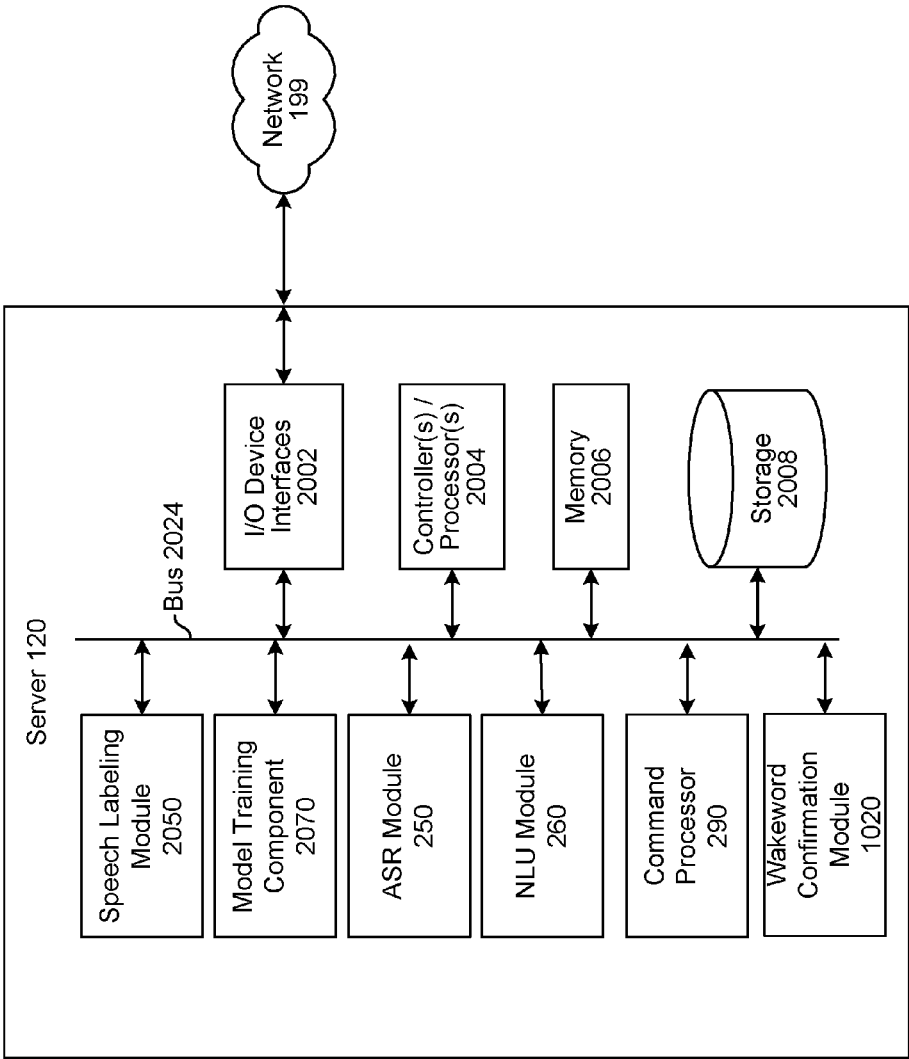 Server 120
Bus 2024
Speech Labeling
Module
2050
Model Training
Component
2070
ASR Module
250
NLU Module
260
Command
Processor
290
Wakeword
Confirmation
Module
1020
I/O Device
Interfaces
2002
Controller(s) /
Processor(s)
2004
Memory
2006
Storage
2008
Network
199